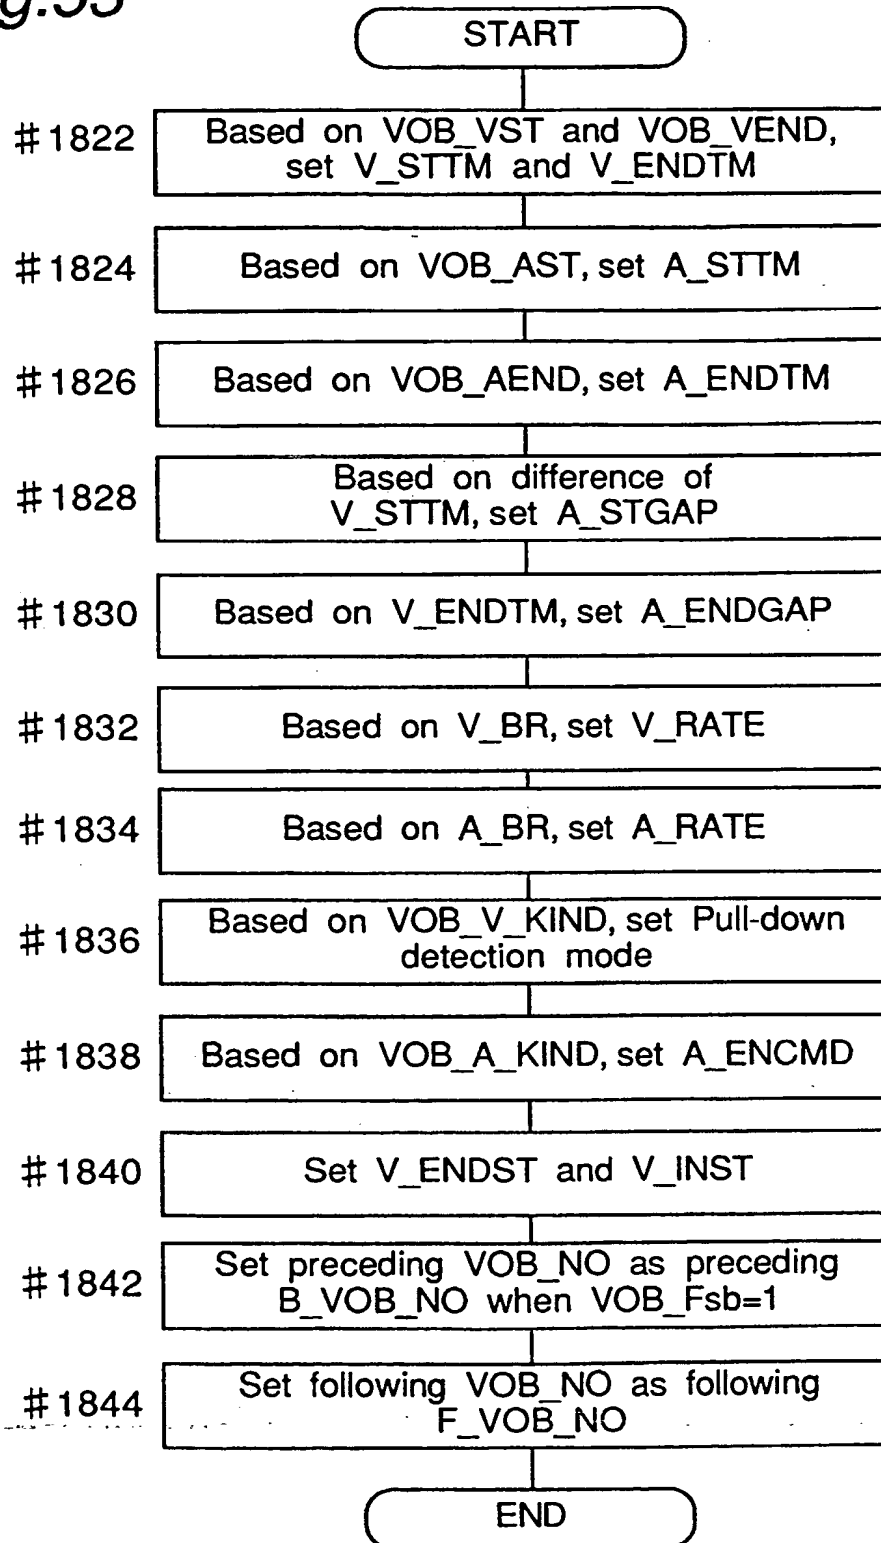 g.53
START
#1822
Based on VOB_VST and VOB_VEND,
set V_STTM and V_ENDTM
#1824
Based on VOB_AST, set A_STTM
#1826
Based on VOB_AEND, set A_ENDTM
#1828
Based on difference of
V_STTM, set A_STGAP
#1830
Based on V_ENDTM, set A_ENDGAP
#1832
Based on V_BR, set V_RATE
#1834
Based on A_BR, set A_RATE
#1836
Based on VOB_V_KIND, set Pull-down
detection mode
#1838
Based on VOB_A_KIND, set A_ENCMD
#1840
Set V_ENDST and V_INST
#1842
Set preceding VOB_NO as preceding
B_VOB_NO when VOB_Fsb=1
#1844
Set following VOB_NO as following
F_VOB_NO
END